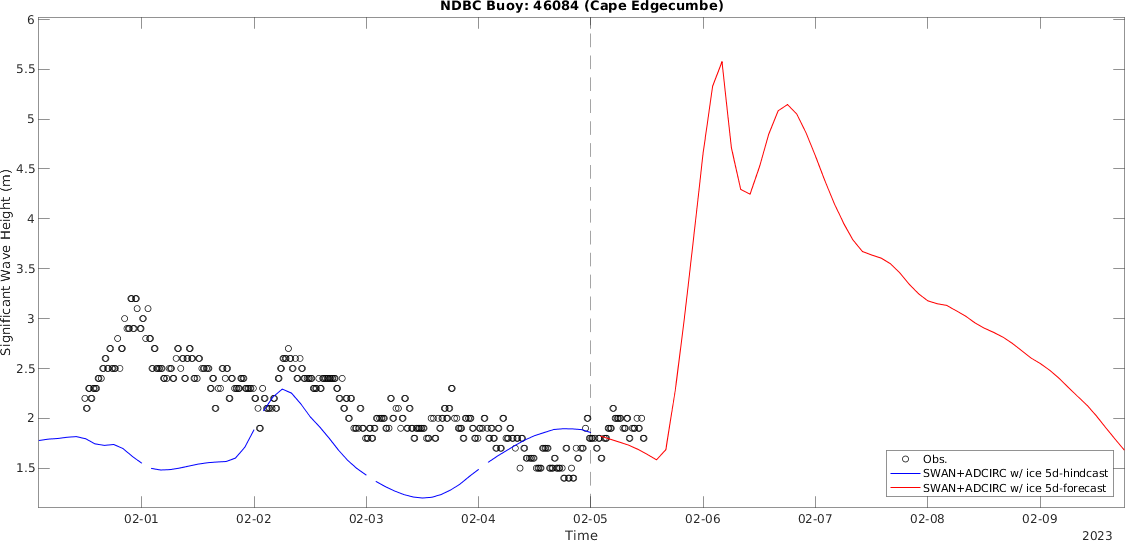 NDBC Buoy: 46084 (Cape Edgecumbe)
6
5.5
5
4.5
4
3.5
3
2.5
2
1.5
Significant Wave Height (m)
Obs.
SWAN+ADCIRC w/ ice 5d-hindcast
SWAN+ADCIRC w/ ice 5d-forecast
02-01 02-02 02-03 02-04 02-05 02-06 02-07 02-08 02-09
Time
2023